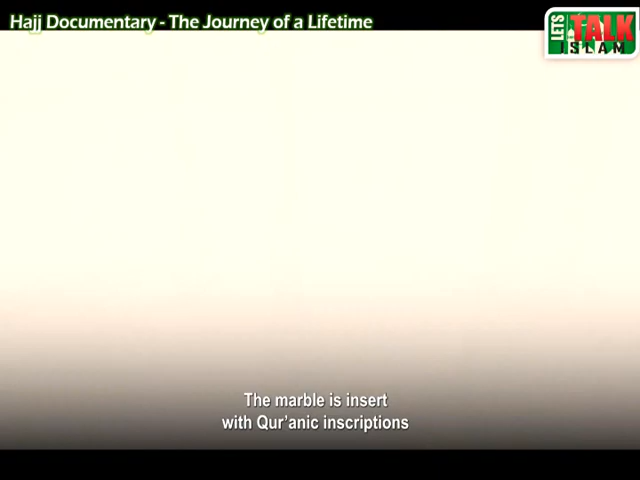 Hajj Documentary - The Journey of a Lifetime
LETS
TALK
ISLAM
The marble is insert
with Qur'anic inscriptions